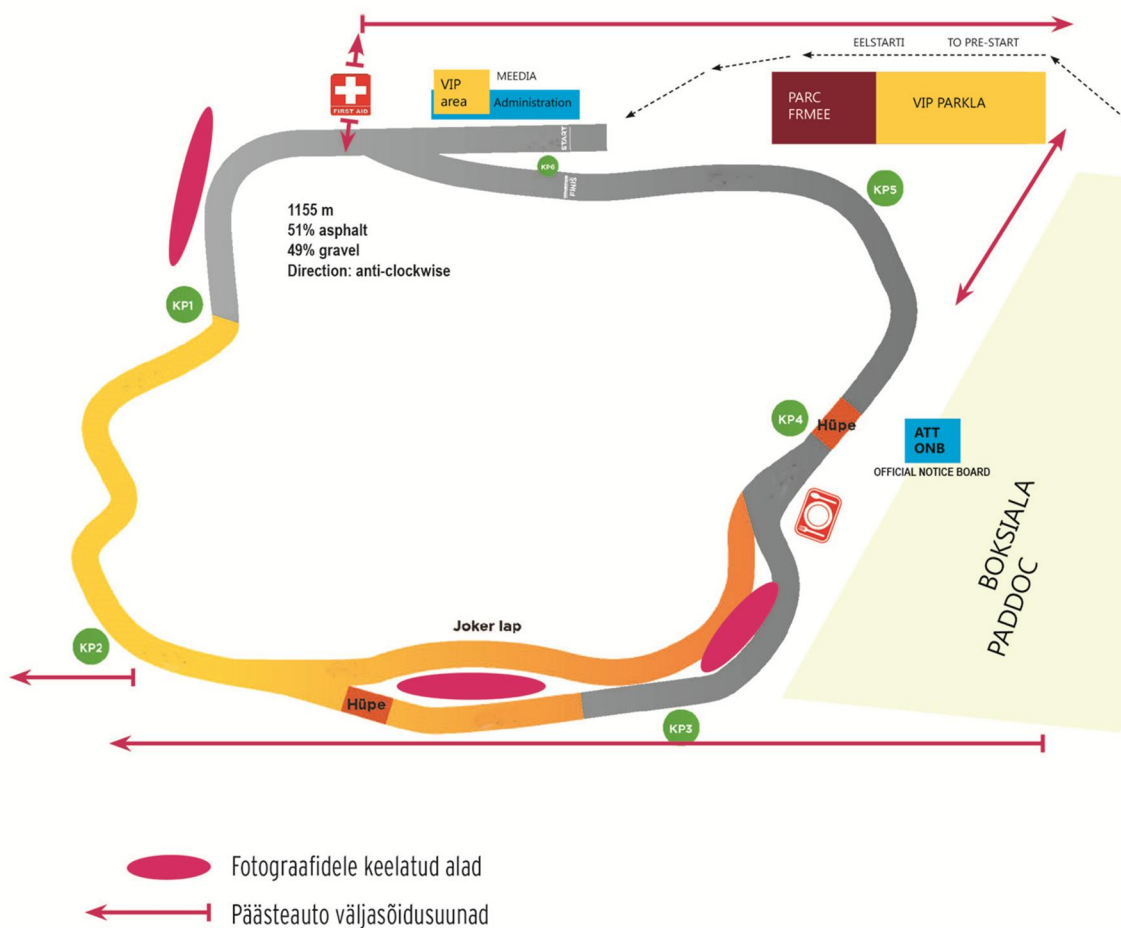 EELSTARTI TO PRE-START
MEEDIA
VIP
area
Administration
FIRST AID
PARC
FRMEE
VIP PARKLA
START
KP6
FINIŠ
KP5
1155 m
51% asphalt
49% gravel
Direction: anti-clockwise
KP1
KP4
Hüpe
ATT
ONB
OFFICIAL NOTICE BOARD
BOKSIALA
PADDOC
Joker lap
KP2
Hüpe
KP3
Fotograafidele keelatud alad
Päästeauto väljasõidusuunad